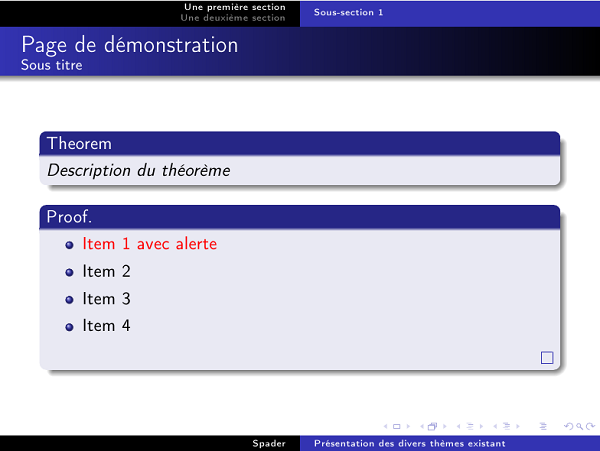 Une première section
Une deuxième section
Sous-section 1
Page de démonstration
Sous titre
Theorem
Description du théorème
Proof.
Item 1 avec alerte
Item 2
Item 3
Item 4
Spader
Présentation des divers thèmes existant